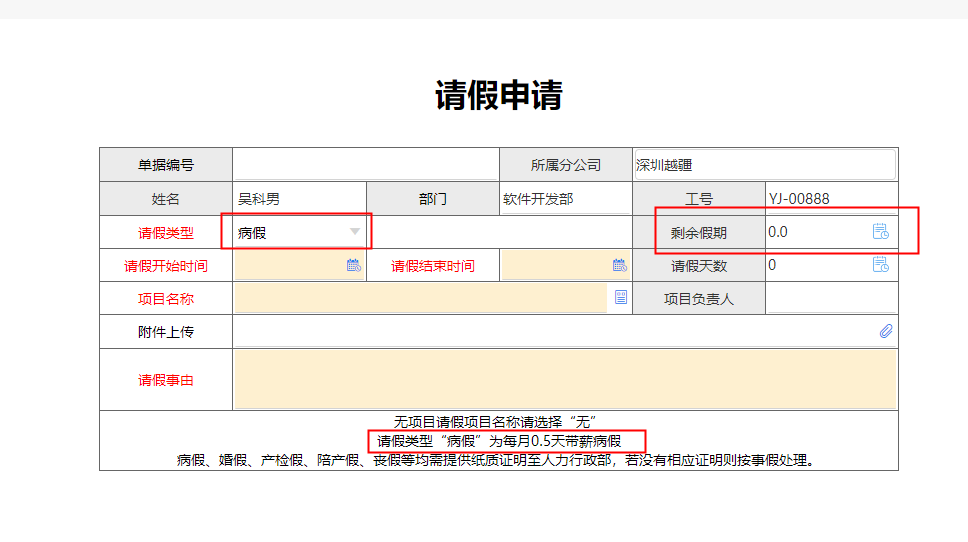 请假申请
单据编号 所属分公司 深圳越疆
姓名 吴科男 部门 软件开发部 工号 YJ-00888
请假类型 病假 剩余假期 0.0
请假开始时间 请假结束时间 请假天数 0
项目名称 项目负责人
附件上传
请假事由
无项目请假项目名称请选择“无”
请假类型“病假”为每月0.5天带薪病假
病假、婚假、产检假、陪产假、丧假等均需提供纸质证明至人力行政部，若没有相应证明则按事假处理。